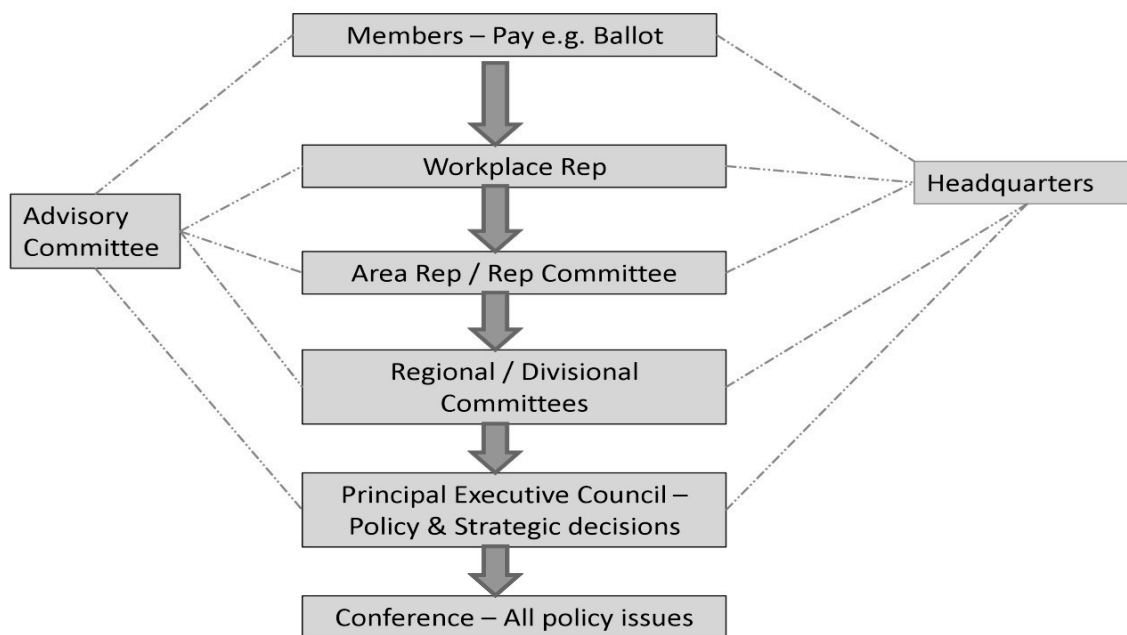 Members – Pay e.g. Ballot
Workplace Rep
Headquarters
Advisory
Committee
Area Rep / Rep Committee
Regional / Divisional
Committees
Principal Executive Council –
Policy & Strategic decisions
Conference – All policy issues